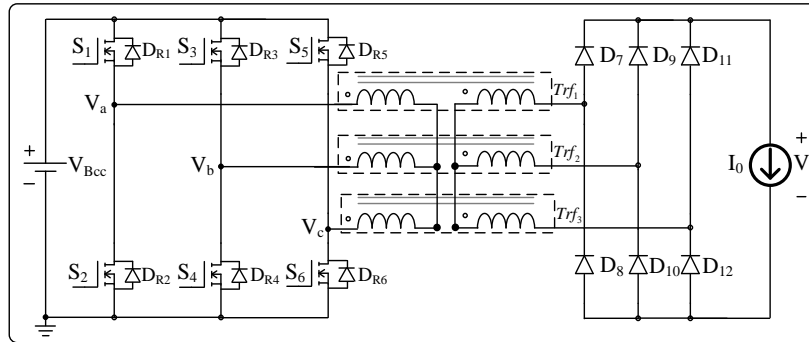 S1 DR1 S3 DR3 S5 DR5
Trf1
D7 D9 D11
Va
+
VBcc
−
Vb
Trf2
I0
+
V
−
Vc
Trf3
S2 DR2 S4 DR4 S6 DR6
D8 D10 D12